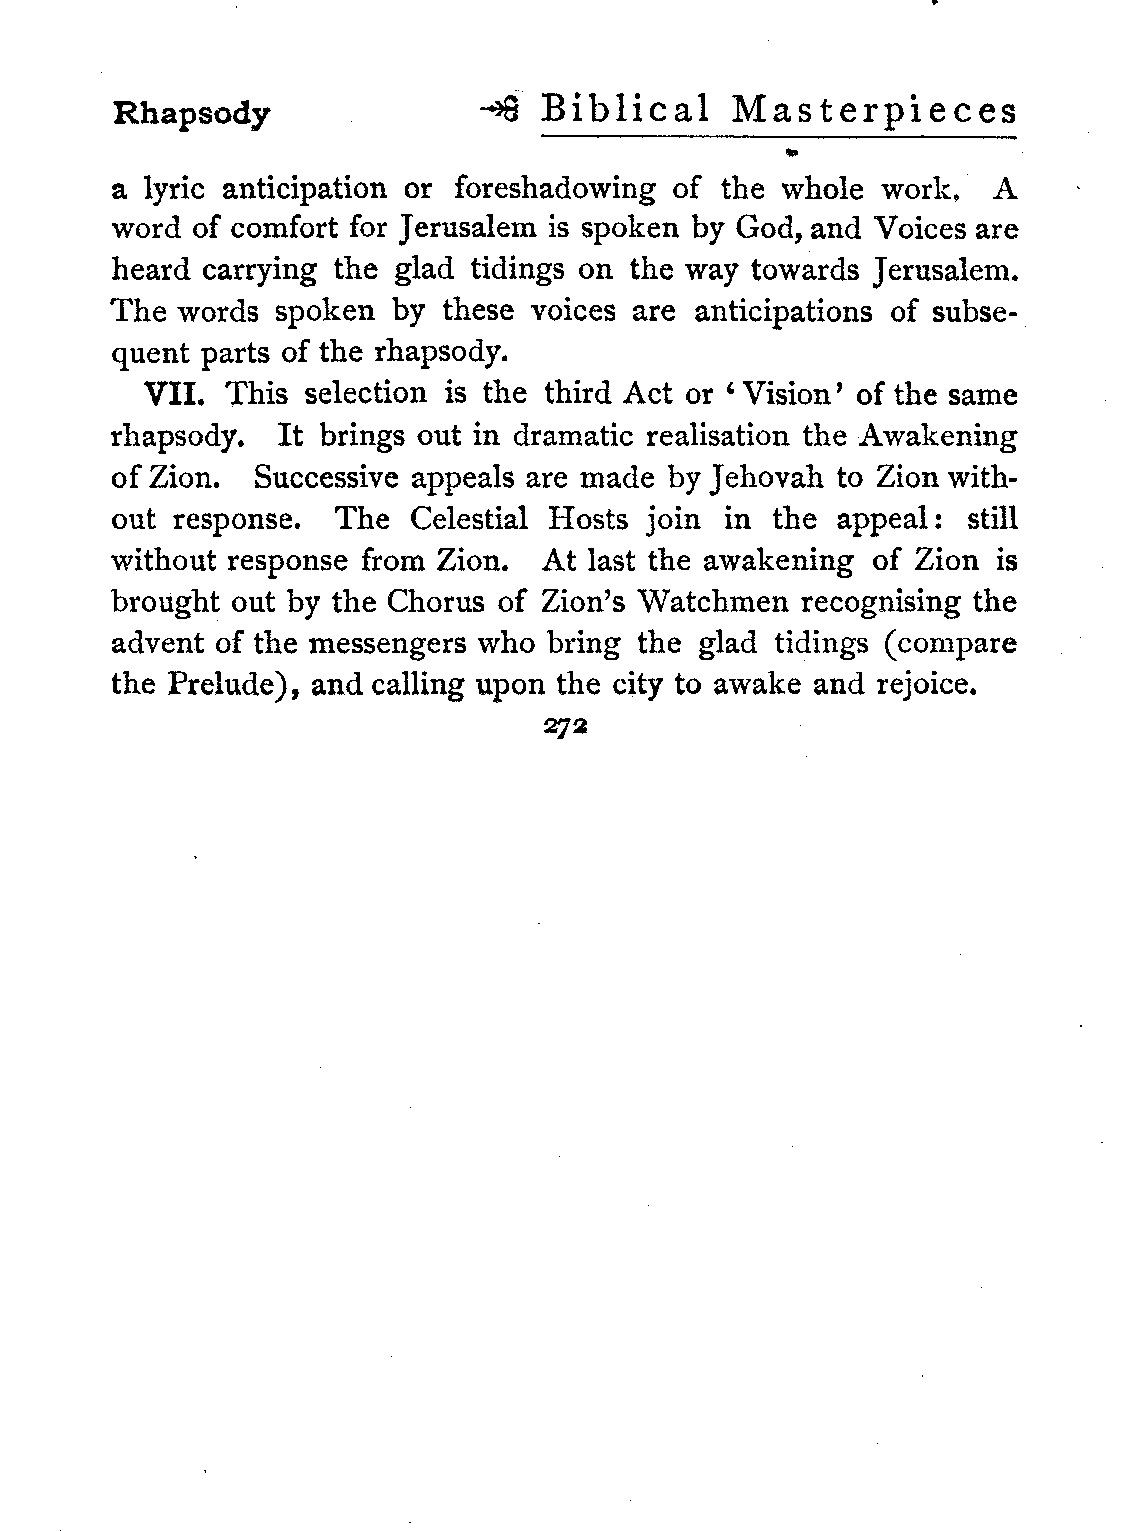 Rhapsody Biblical Masterpieces
a lyric anticipation or foreshadowing of the whole work. A
word of comfort for Jerusalem is spoken by God, and Voices are
heard carrying the glad tidings on the way towards Jerusalem.
The words spoken by these voices are anticipations of subse-
quent parts of the rhapsody.
VII. This selection is the third Act or ‘Vision’ of the same
rhapsody. It brings out in dramatic realisation the Awakening
of Zion. Successive appeals are made by Jehovah to Zion with-
out response. The Celestial Hosts join in the appeal: still
without response from Zion. At last the awakening of Zion is
brought out by the Chorus of Zion’s Watchmen recognising the
advent of the messengers who bring the glad tidings (compare
the Prelude), and calling upon the city to awake and rejoice.
272